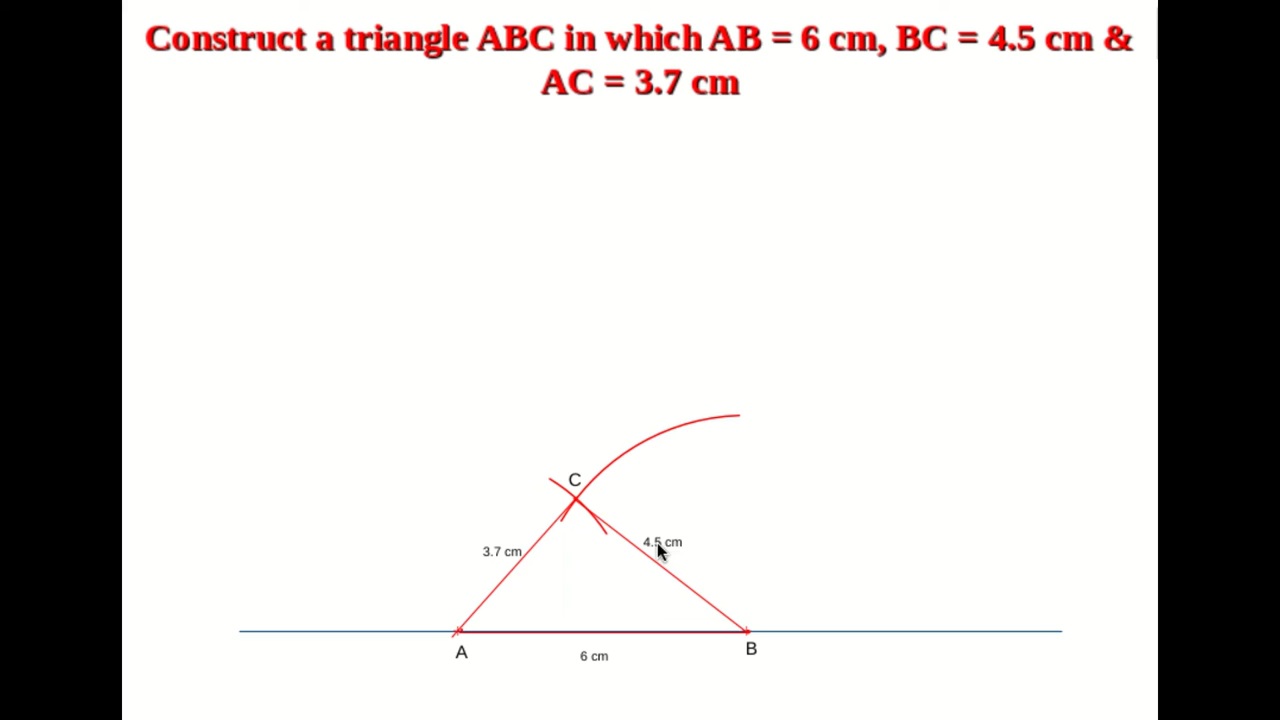 Construct a triangle ABC in which AB = 6 cm, BC = 4.5 cm &
AC = 3.7 cm
C
3.7 cm
4.5 cm
A
B
6 cm